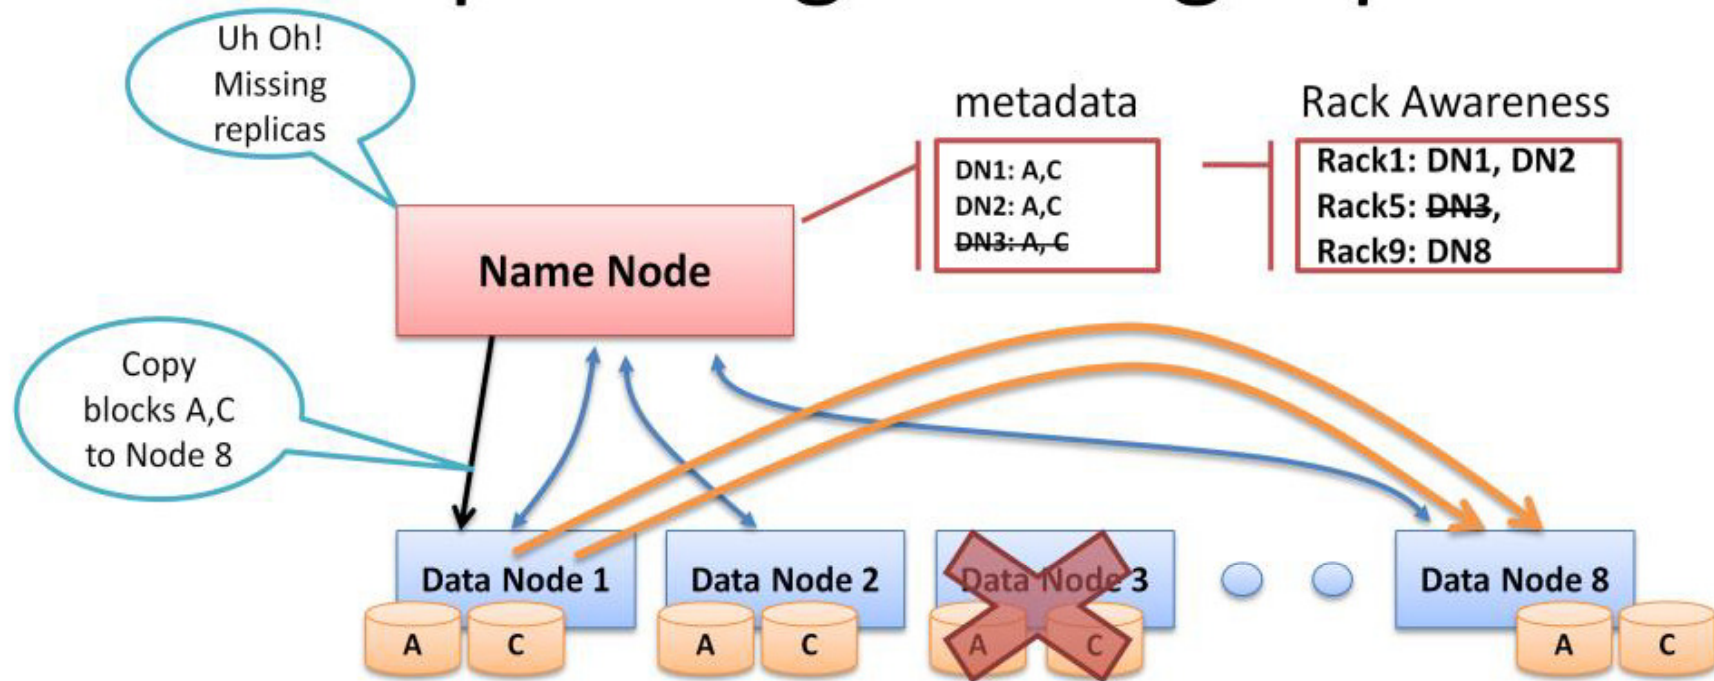 Uh Oh!
Missing
replicas
metadata
Rack Awareness
DN1: A,C
DN2: A,C
DN3: A, C
Rack1: DN1, DN2
Rack5: DN3,
Rack9: DN8
Name Node
Copy
blocks A,C
to Node 8
Data Node 1
Data Node 2
Data Node 3
Data Node 8
A
C
A
C
A
C
A
C